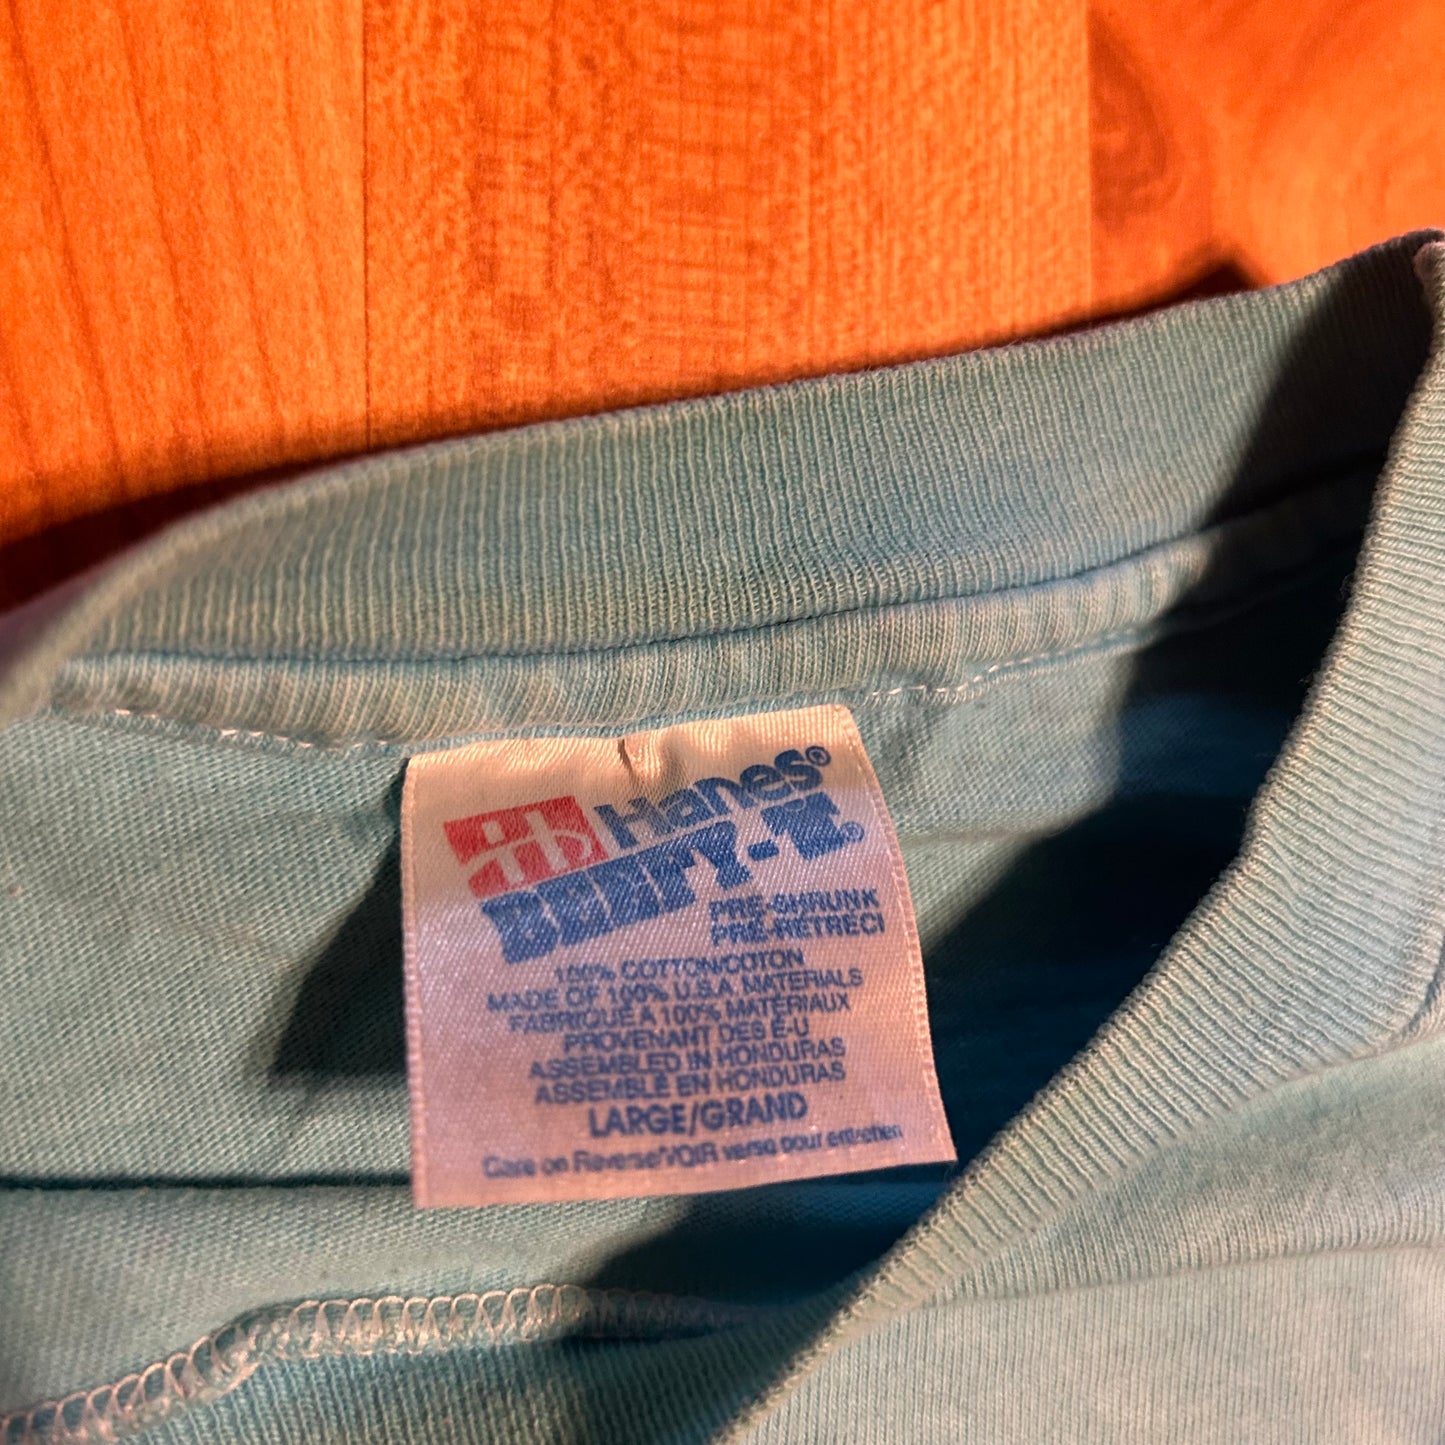 Hanes®
BEEFY-T®
PRE-SHRUNK
PRÉ-RÉTRÉCI
100% COTTON/COTON
MADE OF 100% U.S.A. MATERIALS
FABRIQUÉ À 100% MATÉRIAUX
PROVENANT DES É-U
ASSEMBLED IN HONDURAS
ASSEMBLÉ EN HONDURAS
LARGE/GRAND
Care on Reverse/VOIR verso pour entretien